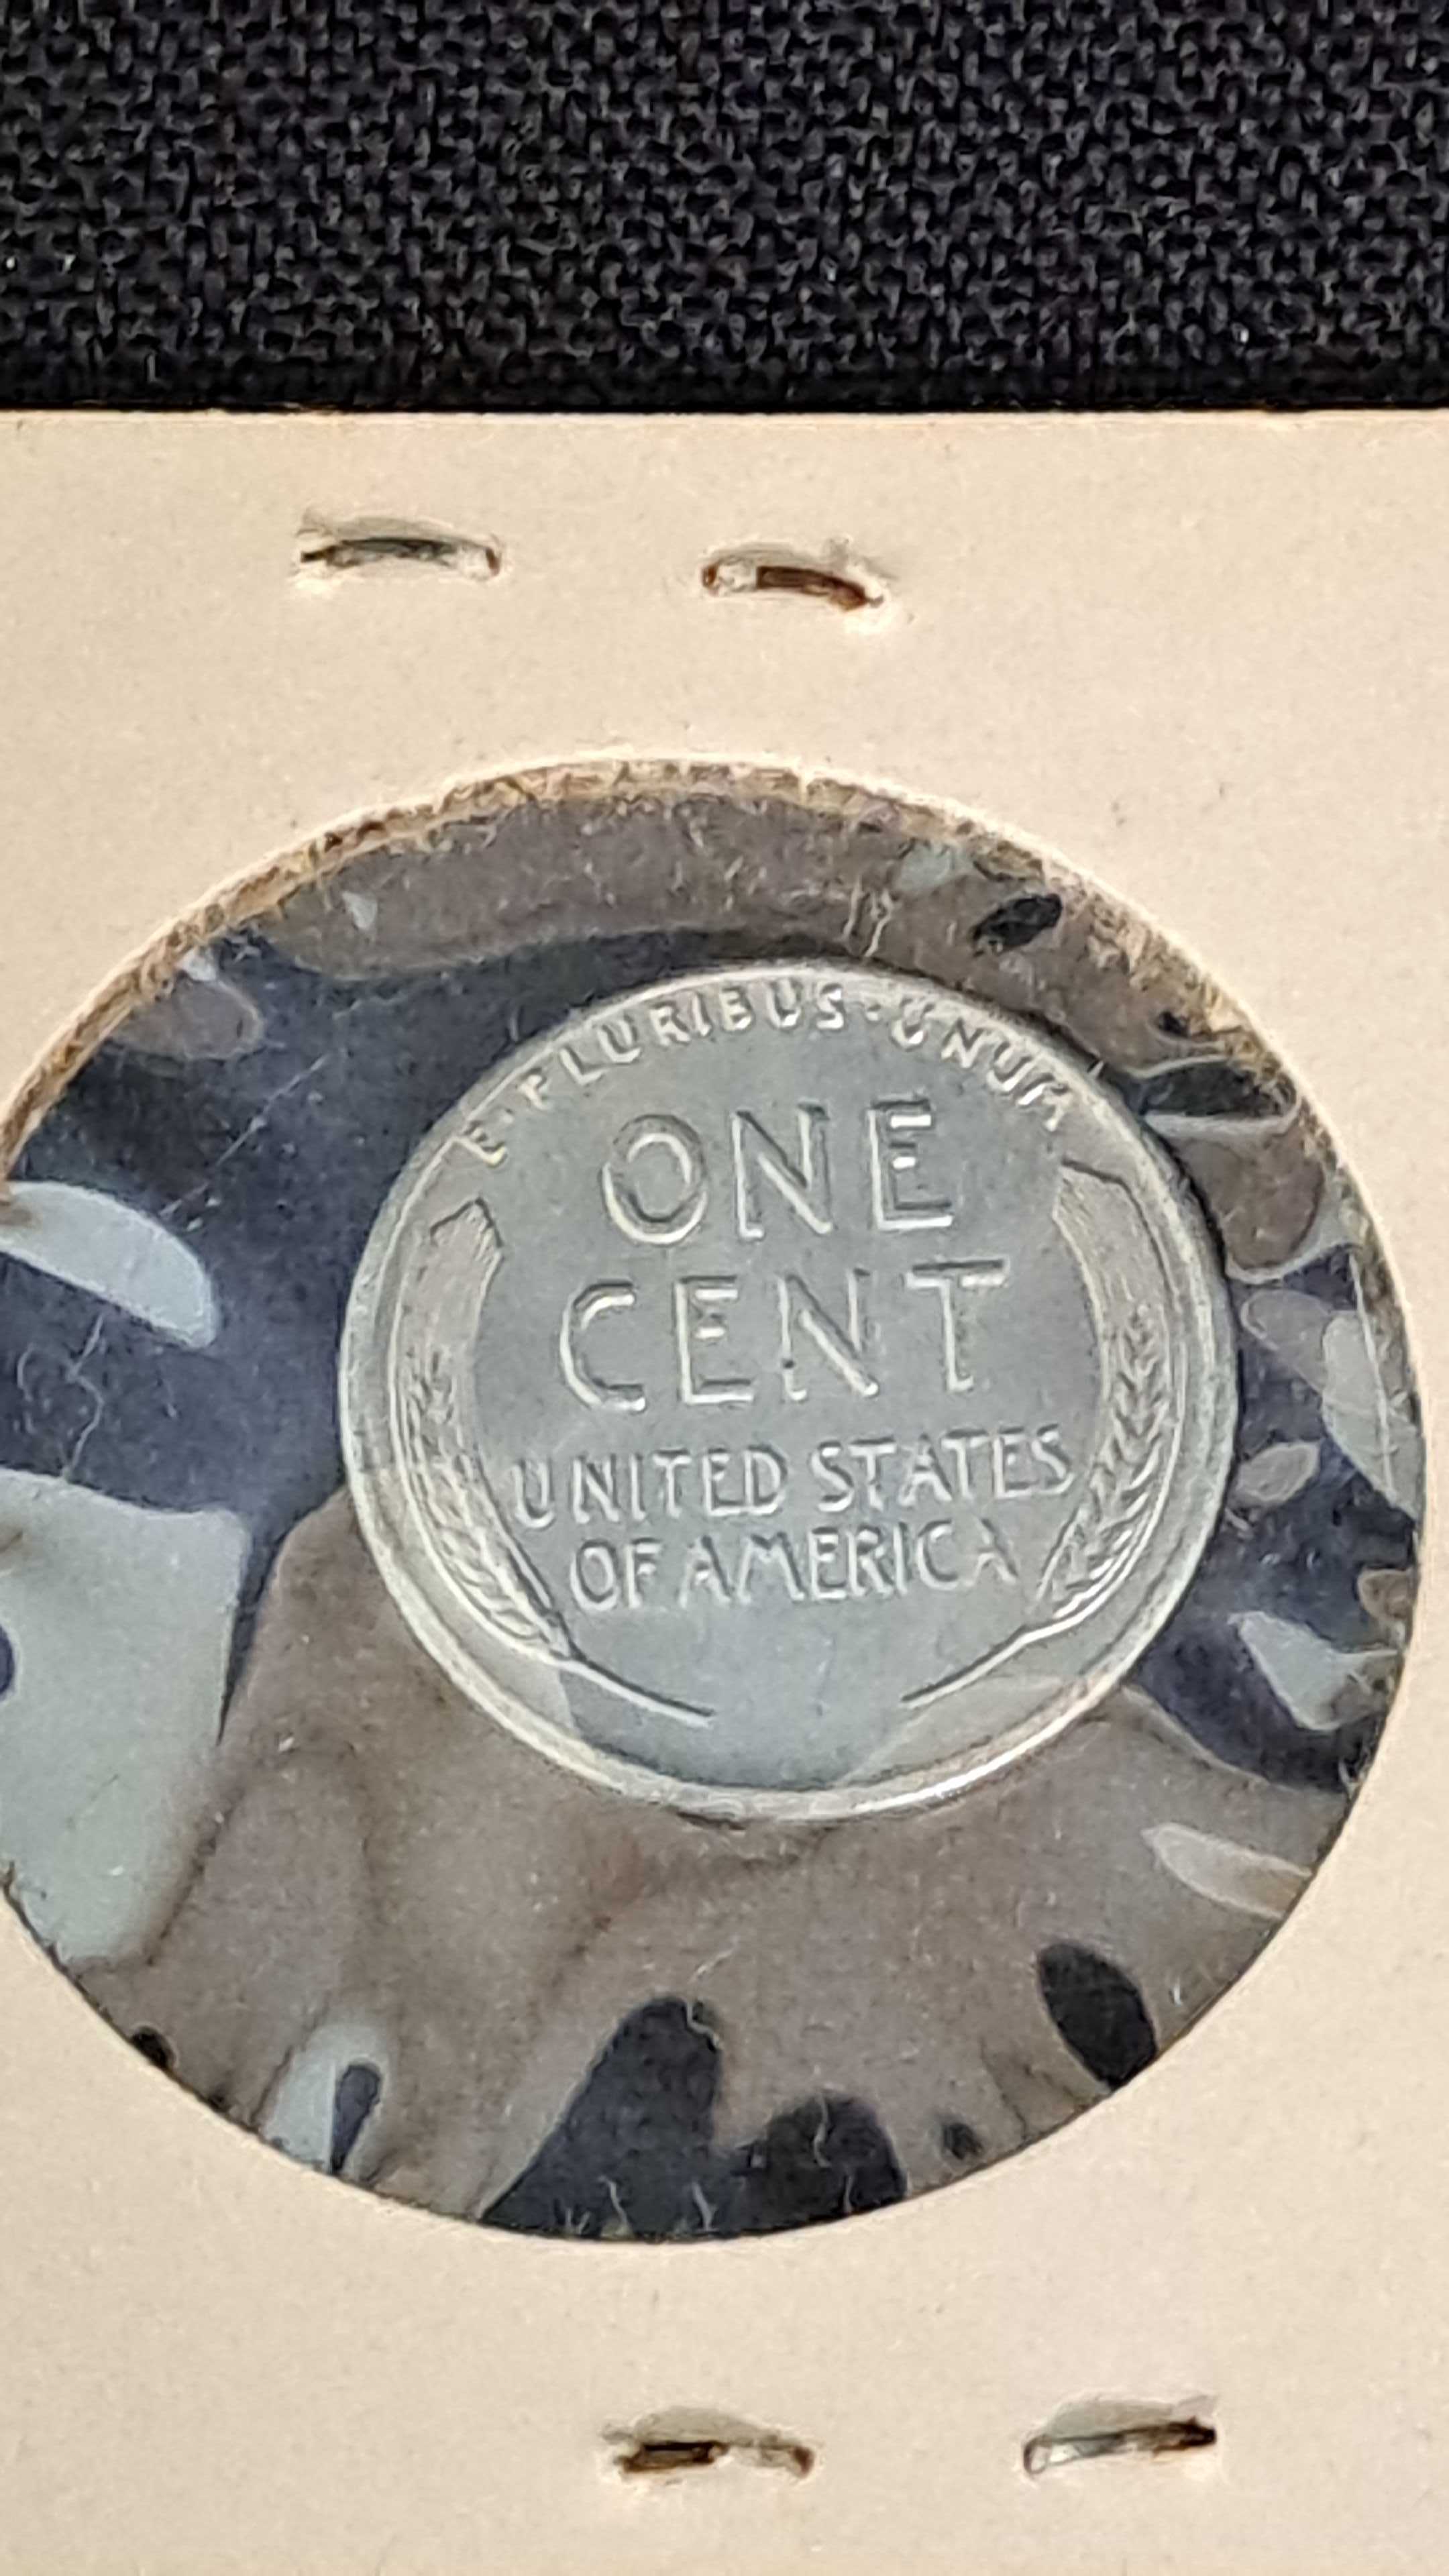 E·PLURIBUS·UNUM
ONE
CENT
UNITED STATES
OF AMERICA